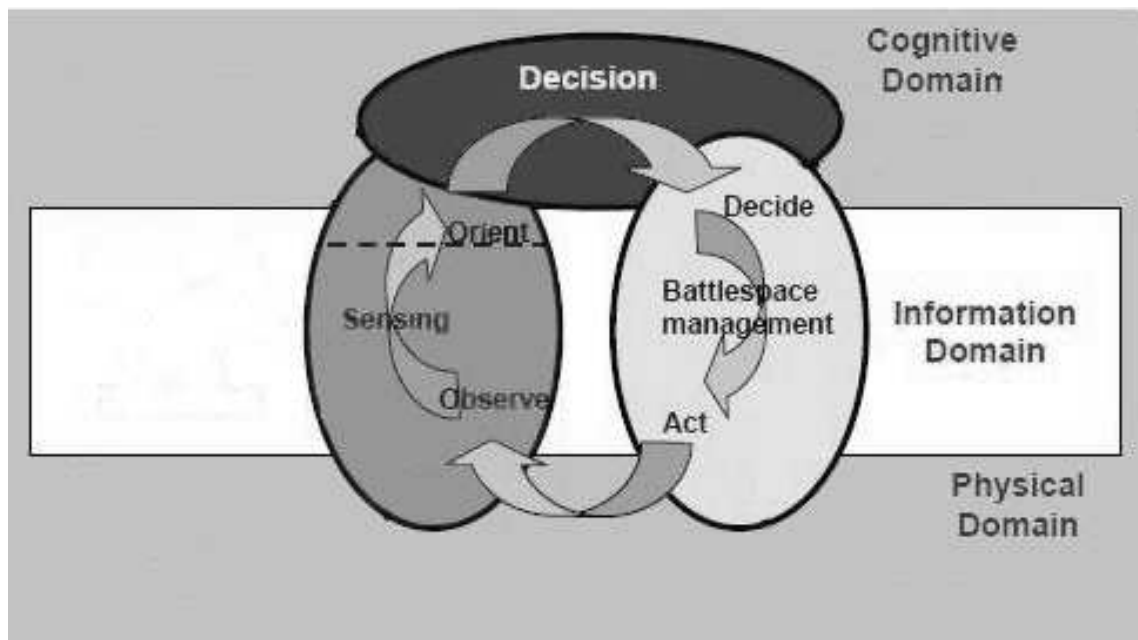 Cognitive
Domain
Decision
Decide
Orient
Battlespace
management
Sensing
Information
Domain
Observe
Act
Physical
Domain